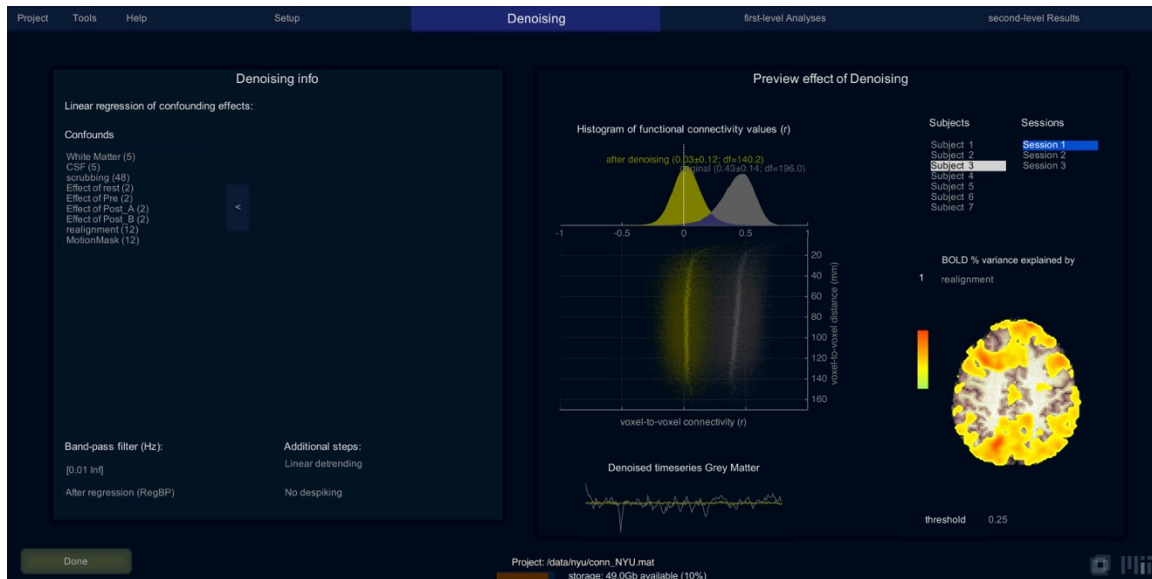 Project Tools Help Setup Denoising first-level Analyses second-level Results
Denoising info
Linear regression of confounding effects:
Confounds
White Matter (5)
CSF (5)
scrubbing (48)
Effect of rest (2)
Effect of Pre (2)
Effect of Post_A (2)
Effect of Post_B (2)
realignment (12)
MotionMask (12)
<
Band-pass filter (Hz):
[0.01 Inf]
After regression (RegBP)
Additional steps:
Linear detrending
No despiking
Done
Preview effect of Denoising
Histogram of functional connectivity values (r)
after denoising (0.03±0.12; df=140.2)
original (0.43±0.14; df=196.0)
-1 -0.5 0 0.5 1
20
40
60
80
100
120
140
160
voxel-to-voxel distance (mm)
voxel-to-voxel connectivity (r)
Denoised timeseries Grey Matter
Subjects
Subject 1
Subject 2
Subject 3
Subject 4
Subject 5
Subject 6
Subject 7
Sessions
Session 1
Session 2
Session 3
BOLD % variance explained by
1 realignment
threshold 0.25
Project: /data/nyu/conn_NYU.mat
storage: 49.0Gb available (10%)